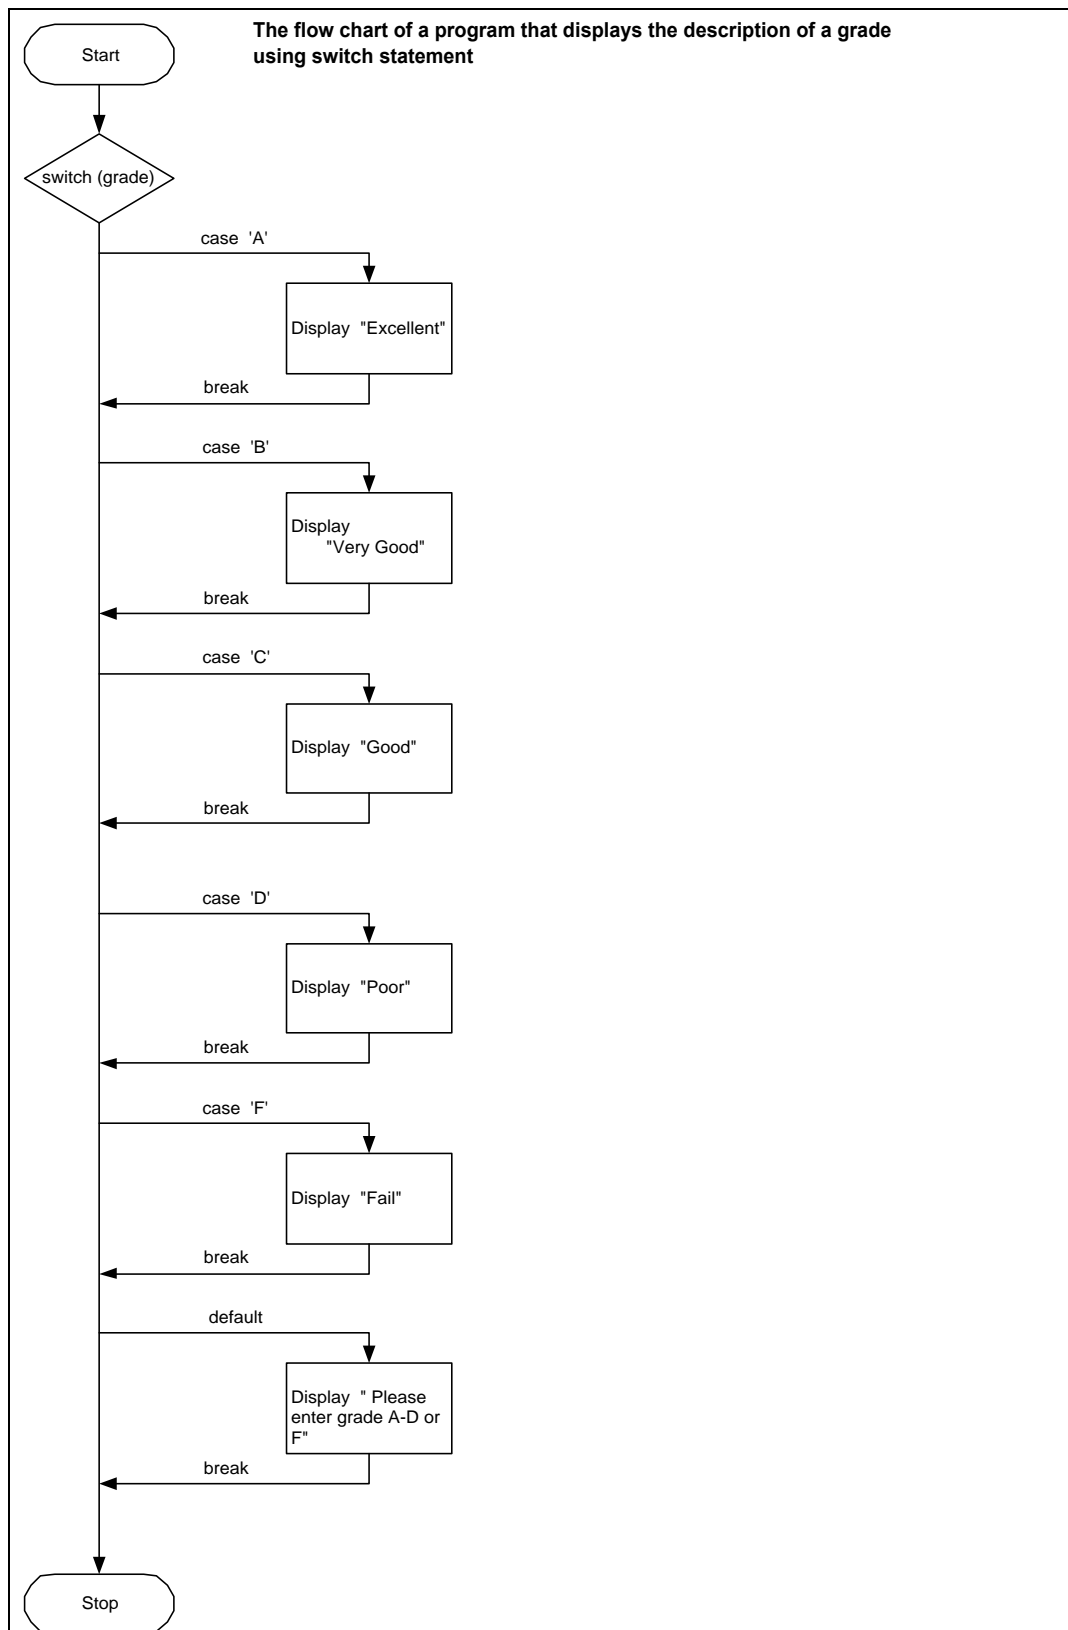 The flow chart of a program that displays the description of a grade
using switch statement
Start
switch (grade)
case 'A'
Display "Excellent"
break
case 'B'
Display
"Very Good"
break
case 'C'
Display "Good"
break
case 'D'
Display "Poor"
break
case 'F'
Display "Fail"
break
default
Display " Please
enter grade A-D or
F"
break
Stop